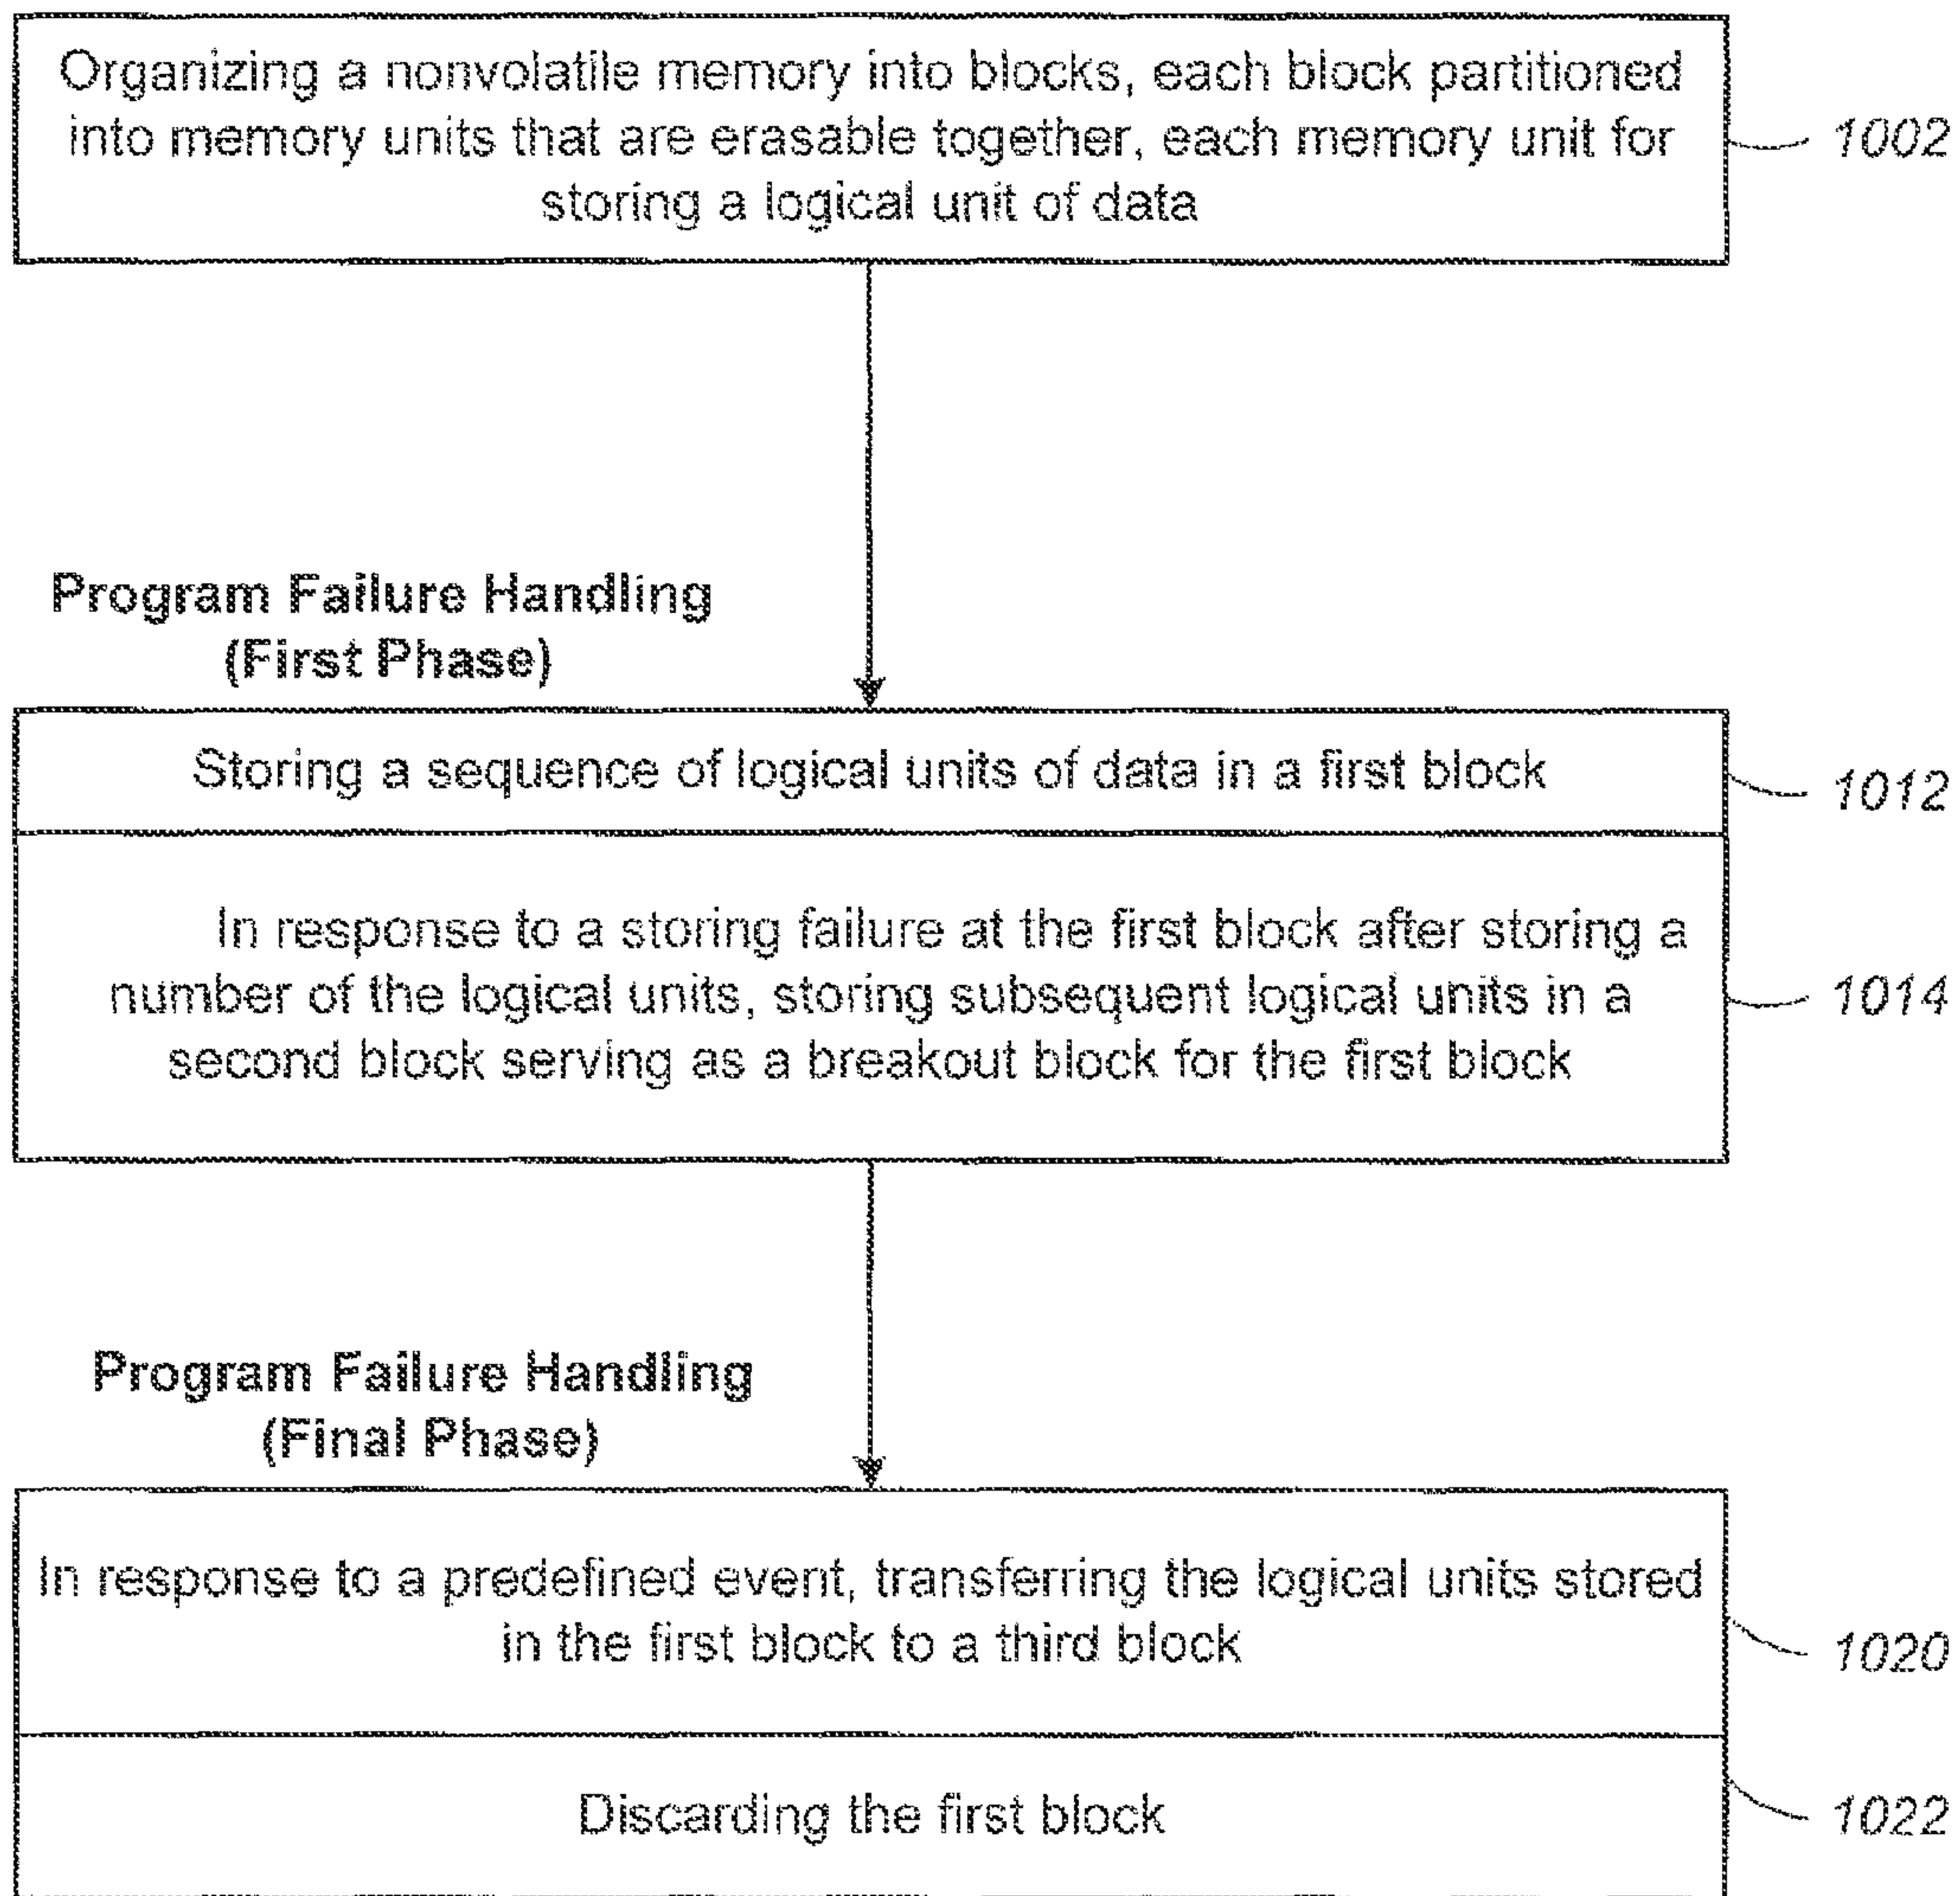 Organizing a nonvolatile memory into blocks, each block partitioned
into memory units that are erasable together, each memory unit for
storing a logical unit of data
1002
Program Failure Handling
(First Phase)
Storing a sequence of logical units of data in a first block
1012
In response to a storing failure at the first block after storing a
number of the logical units, storing subsequent logical units in a
second block serving as a breakout block for the first block
1014
Program Failure Handling
(Final Phase)
In response to a predefined event, transferring the logical units stored
in the first block to a third block
1020
Discarding the first block
1022